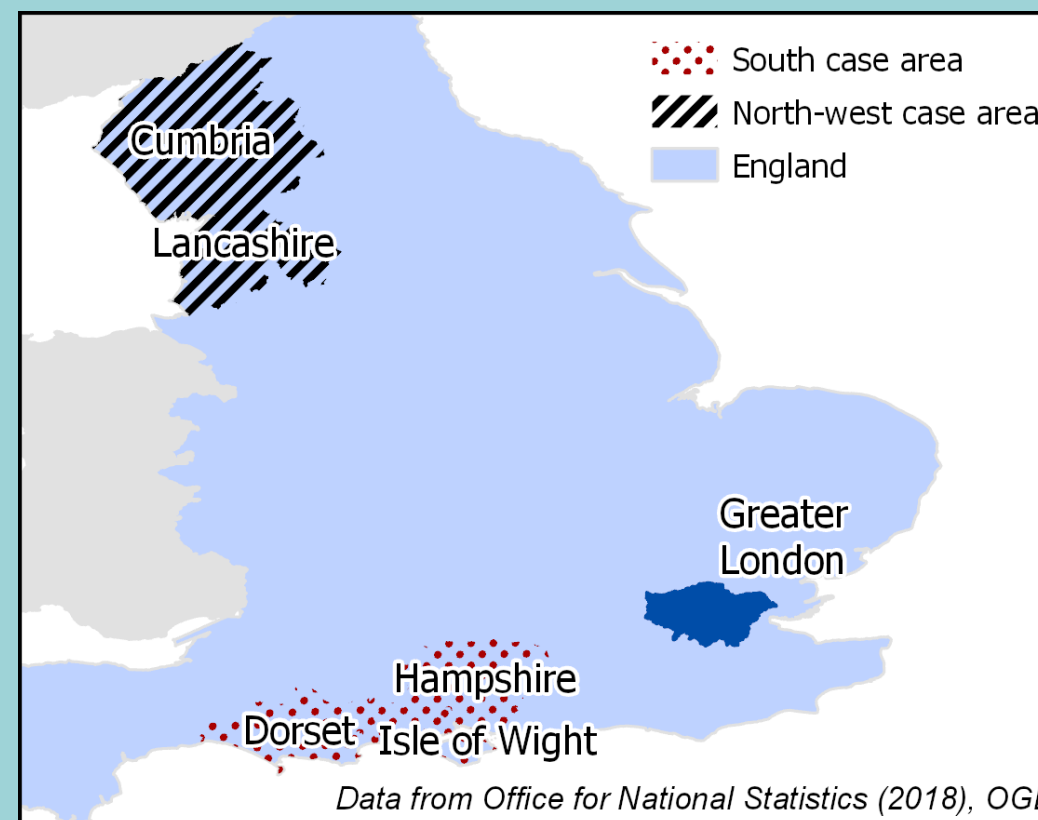 South case area
North-west case area
England
Cumbria
Lancashire
Greater
London
Hampshire
Dorset
Isle of Wight
Data from Office for National Statistics (2018), OGL